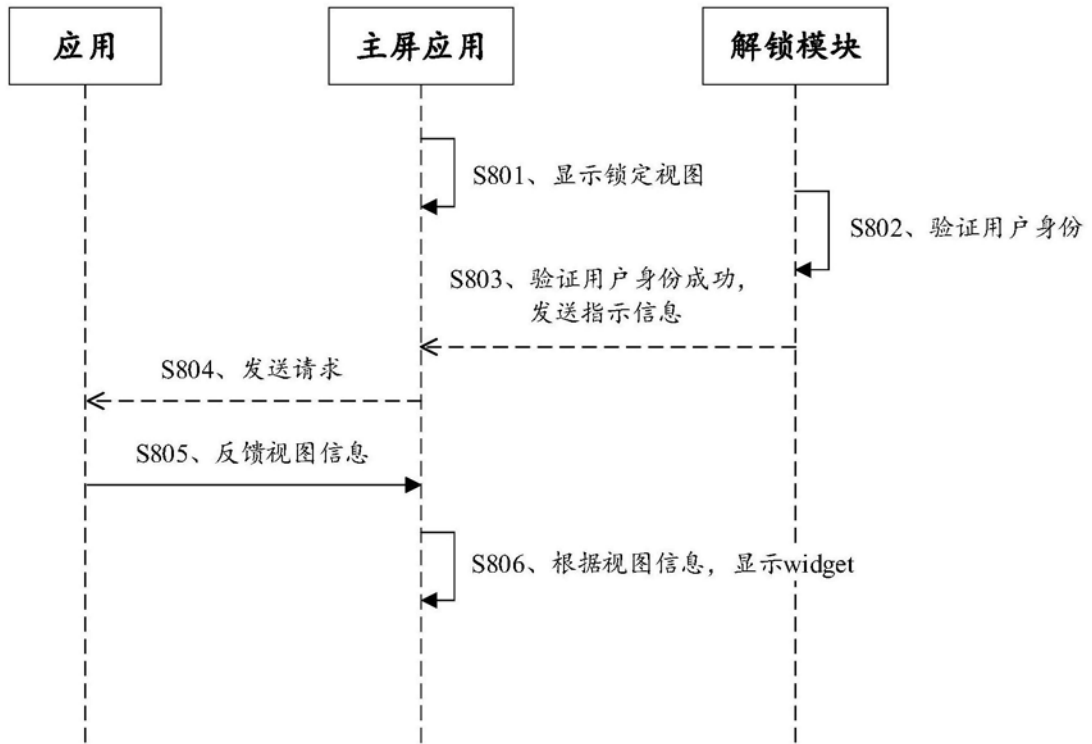 应用
主屏应用
解锁模块
S801、显示锁定视图
S802、验证用户身份
S803、验证用户身份成功，
发送指示信息
S804、发送请求
S805、反馈视图信息
S806、根据视图信息，显示widget